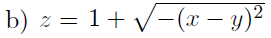 b) z = 1 + √(-(x - y)²)